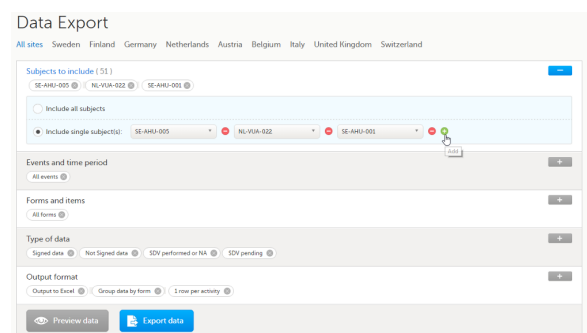 Data Export
All sites Sweden Finland Germany Netherlands Austria Belgium Italy United Kingdom Switzerland
Subjects to include ( 51 )
SE-AHU-005 NL-VUA-022 SE-AHU-001
Include all subjects
Include single subject(s): SE-AHU-005 NL-VUA-022 SE-AHU-001
Add
Events and time period
All events
Forms and items
All forms
Type of data
Signed data Not Signed data SDV performed or NA SDV pending
Output format
Output to Excel Group data by form 1 row per activity
Preview data Export data